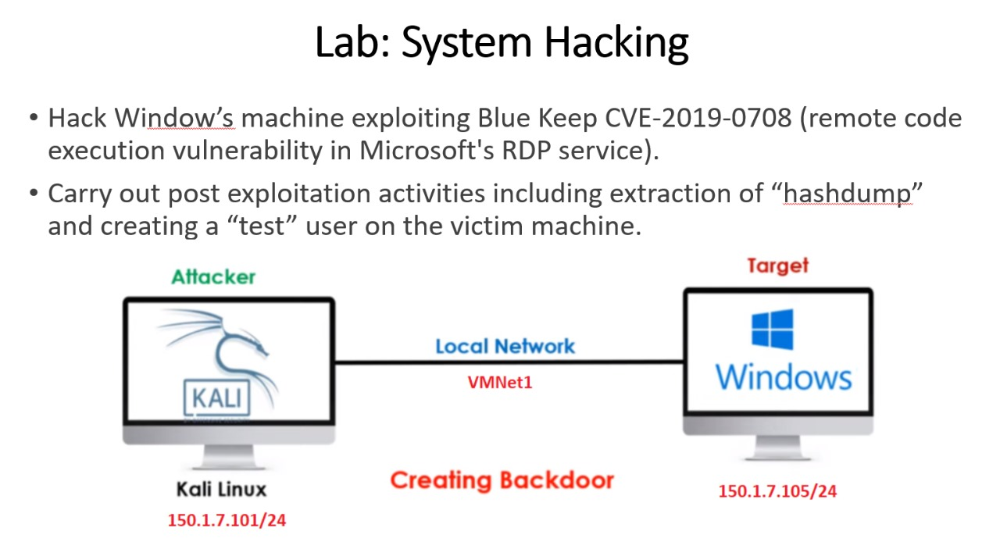 Lab: System Hacking
• Hack Window’s machine exploiting Blue Keep CVE-2019-0708 (remote code
execution vulnerability in Microsoft's RDP service).
• Carry out post exploitation activities including extraction of “hashdump”
and creating a “test” user on the victim machine.
Attacker
Target
Local Network
VMNet1
KALI
Windows
Creating Backdoor
Kali Linux
150.1.7.101/24
150.1.7.105/24